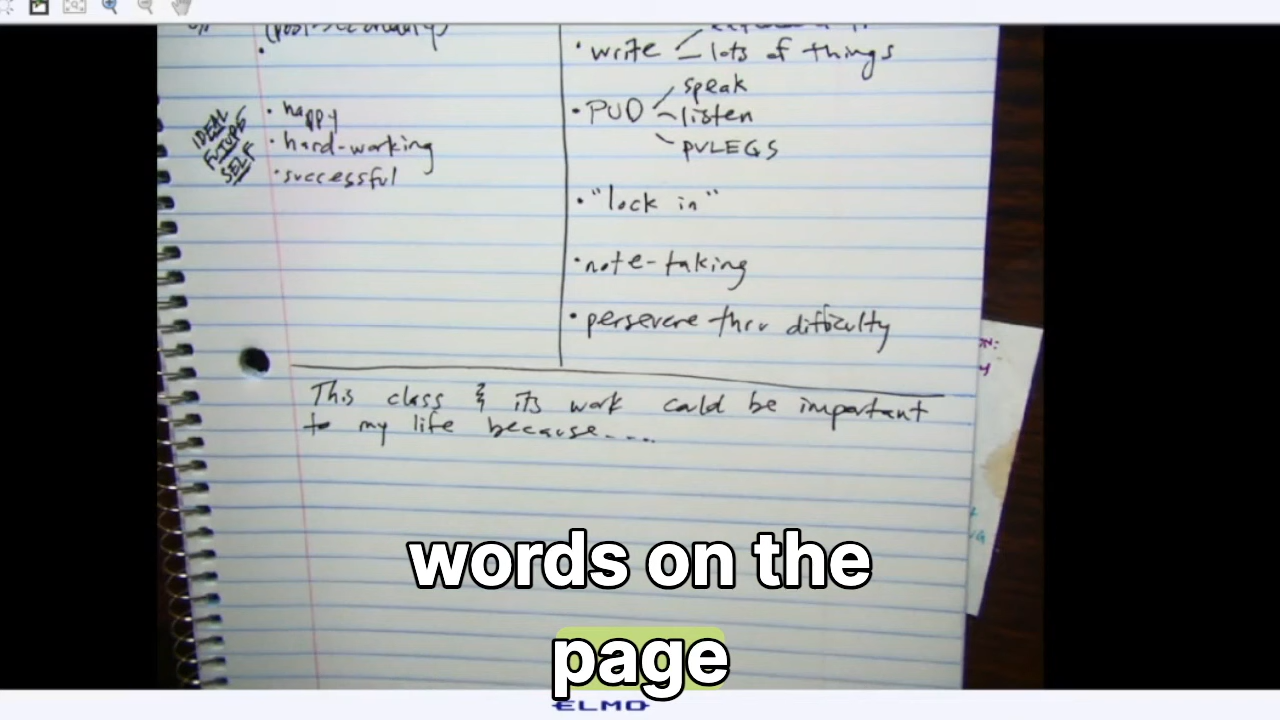 (post-secondary)
• write — lots of things
speak
• PUD listen
PVLEGS
IDEAL
FUTURE
SELF
• happy
• hard-working
• successful
• "lock in"
• note-taking
• persevere thru difficulty
This class & its work could be important
to my life because....
words on the
page
ELMO